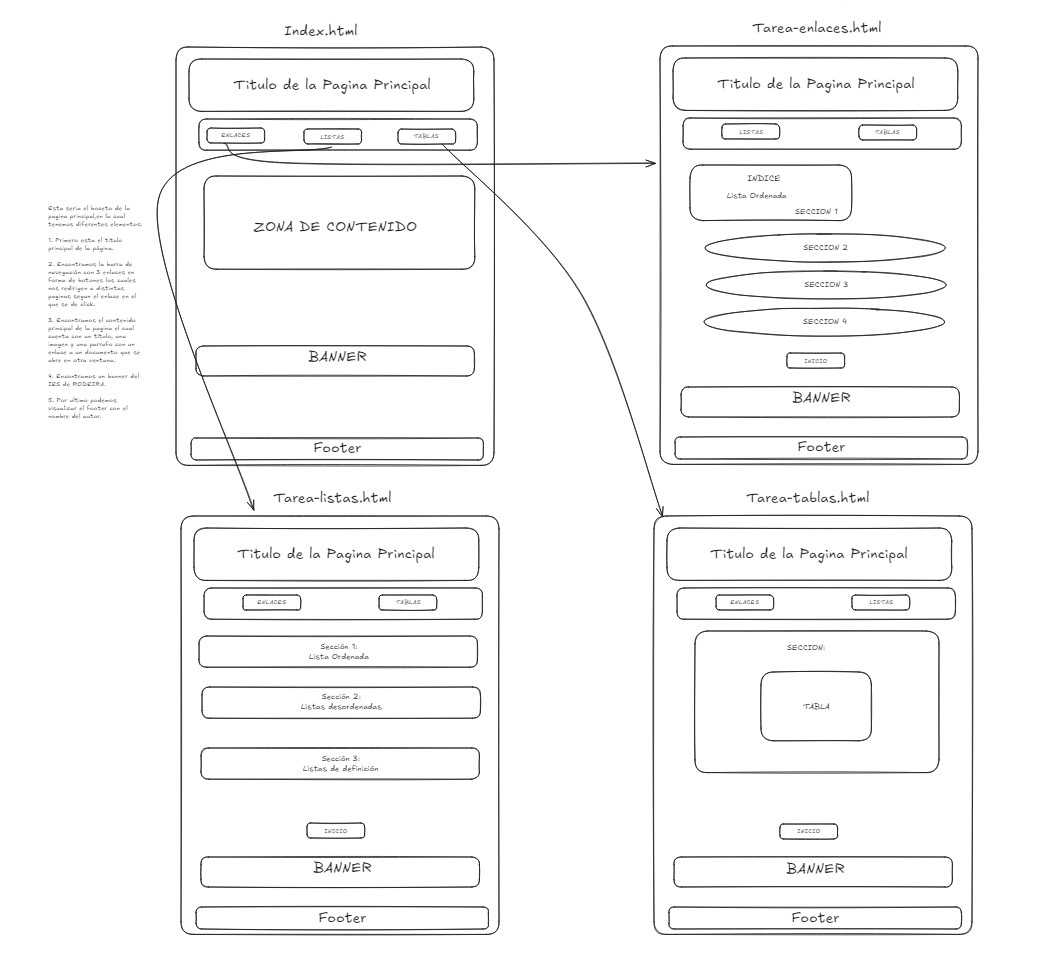 Index.html
Titulo de la Pagina Principal
ENLACES
LISTAS
TABLAS
ZONA DE CONTENIDO
BANNER
Footer
Esta seria el boceto de la
pagina principal,en la cual
tenemos diferentes elementos:
1. Primero esta el título
principal de la página.
2. Encontramos la barra de
navegación con 3 enlaces en
forma de botones los cuales
nos redirigen a distintas
paginas segun el enlace en el
que se de click.
3. Encontramos el contenido
principal de la pagina el cual
cuenta con un titulo, una
imagen y una parrafo con un
enlace a un documento que se
abre en otra ventana.
4. Encontramos un banner del
IES de RODEIRA.
5. Por ultimo podemos
visualizar el footer con el
nombre del autor.
Tarea-enlaces.html
Titulo de la Pagina Principal
LISTAS
TABLAS
INDICE
Lista Ordenada
SECCION 1
SECCION 2
SECCION 3
SECCION 4
INICIO
BANNER
Footer
Tarea-listas.html
Titulo de la Pagina Principal
ENLACES
TABLAS
Sección 1:
Lista Ordenada
Sección 2:
Listas desordenadas
Sección 3:
Listas de definición
INICIO
BANNER
Footer
Tarea-tablas.html
Titulo de la Pagina Principal
ENLACES
LISTAS
SECCION:
TABLA
INICIO
BANNER
Footer